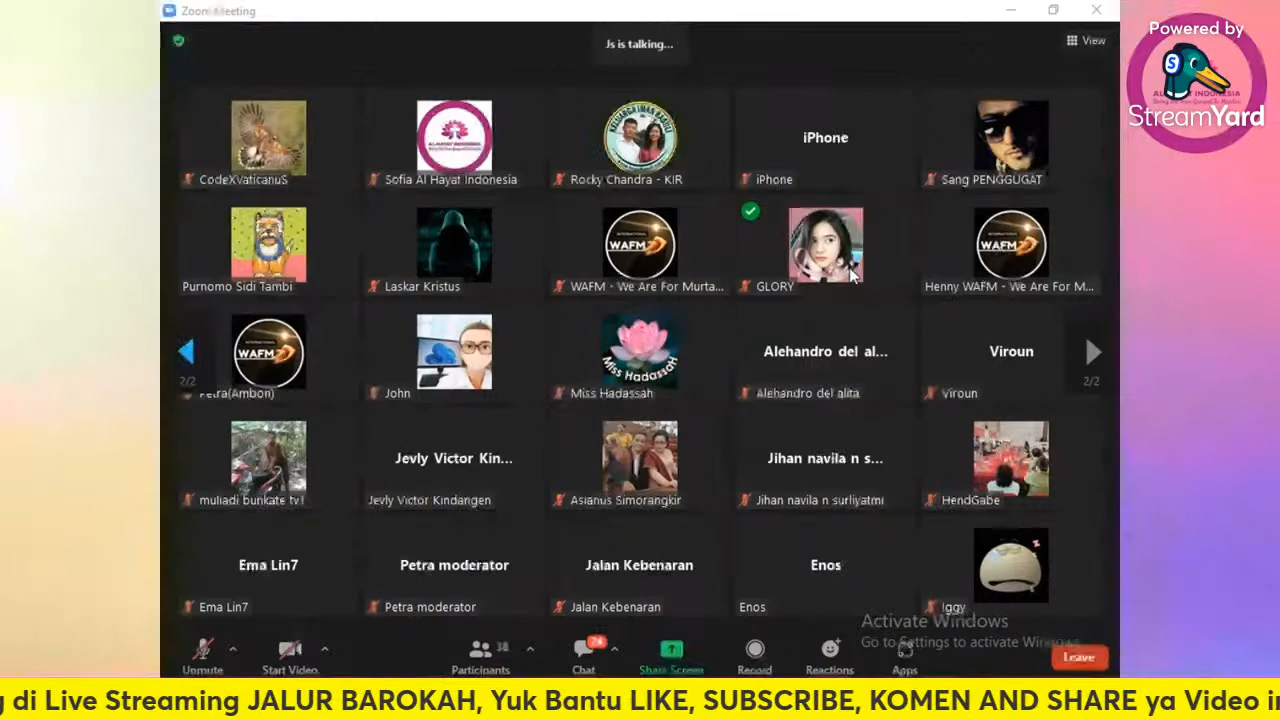 Zoom Meeting
Js is talking...
View
Powered by
StreamYard
iPhone
CodeXVaticanuS
Sofia Al Hayat Indonesia
Rocky Chandra - KIR
iPhone
Sang PENGGUGAT
WAFM
WAFM
Purnomo Sidi Tambi
Laskar Kristus
WAFM - We Are For Murta...
GLORY
Henny WAFM - We Are For M...
WAFM
Miss HadassaH
Alehandro del al...
Viroun
2/2
2/2
Petra(Ambon)
John
Miss Hadassah
Alehandro del alita
Viroun
Jevly Victor Kin...
Jihan navila n s...
muliadi bunkate tv!
Jevly Victor Kindangen
Asianus Simorangkir
Jihan navila n surliyatmi
HendGabe
Ema Lin7
Petra moderator
Jalan Kebenaran
Enos
Ema Lin7
Petra moderator
Jalan Kebenaran
Enos
Iggy
Activate Windows
Go to Settings to activate Windows.
Unmute
Start Video
Participants
38
Chat
Share Screen
Record
Reactions
Apps
Leave
g di Live Streaming JALUR BAROKAH, Yuk Bantu LIKE, SUBSCRIBE, KOMEN AND SHARE ya Video i